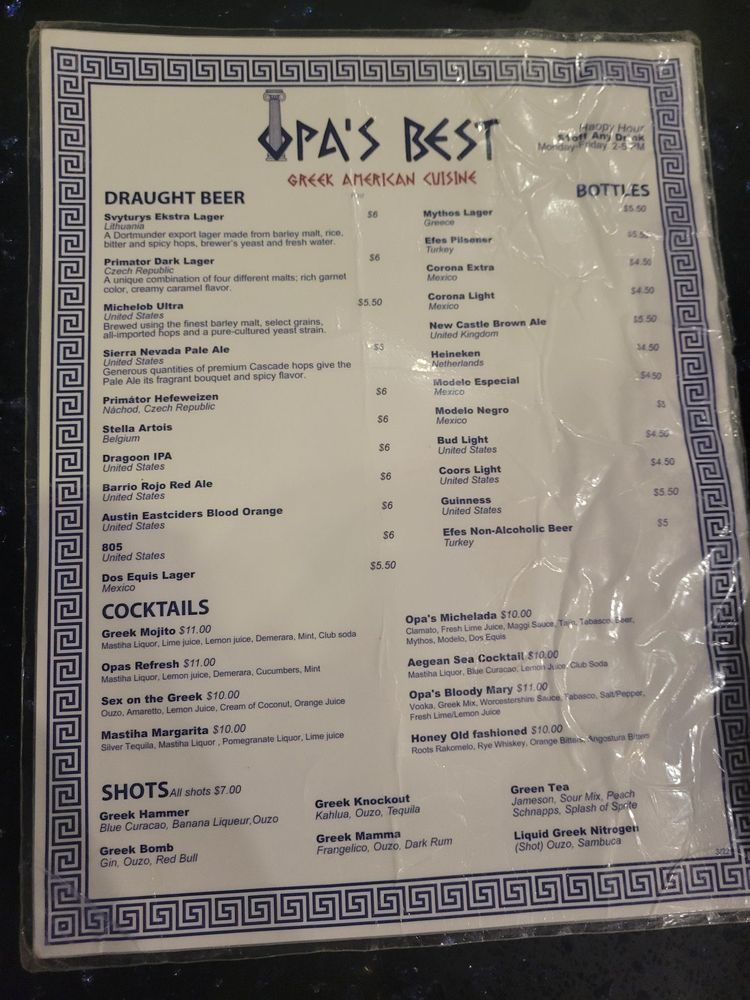 OPA'S BEST
GREEK AMERICAN CUISINE
Happy Hour
$1 off Any Drink
Monday-Friday 2-5 PM
DRAUGHT BEER
Svyturys Ekstra Lager $6
Lithuania
A Dortmunder export lager made from barley malt, rice,
bitter and spicy hops, brewer's yeast and fresh water.
Primator Dark Lager $6
Czech Republic
A unique combination of four different malts; rich garnet
color, creamy caramel flavor.
Michelob Ultra $5.50
United States
Brewed using the finest barley malt, select grains,
all-imported hops and a pure-cultured yeast strain.
Sierra Nevada Pale Ale
United States
Generous quantities of premium Cascade hops give the
Pale Ale its fragrant bouquet and spicy flavor.
Primátor Hefeweizen $6
Náchod, Czech Republic
Stella Artois $6
Belgium
Dragoon IPA $6
United States
Barrio Rojo Red Ale $6
United States
Austin Eastciders Blood Orange $6
United States
805 $6
United States
Dos Equis Lager $5.50
Mexico
BOTTLES
Mythos Lager $5.50
Greece
Efes Pilsener
Turkey
Corona Extra $4.50
Mexico
Corona Light $4.50
Mexico
New Castle Brown Ale $5.50
United Kingdom
Heineken $4.50
Netherlands
Modelo Especial $4.50
Mexico
Modelo Negro $5
Mexico
Bud Light $4.50
United States
Coors Light $4.50
United States
Guinness $5.50
United States
Efes Non-Alcoholic Beer $5
Turkey
COCKTAILS
Greek Mojito $11.00
Mastiha Liquor, Lime juice, Lemon juice, Demerara, Mint, Club soda
Opas Refresh $11.00
Mastiha Liquor, Lemon juice, Demerara, Cucumbers, Mint
Sex on the Greek $10.00
Ouzo, Amaretto, Lemon Juice, Cream of Coconut, Orange Juice
Mastiha Margarita $10.00
Silver Tequila, Mastiha Liquor , Pomegranate Liquor, Lime juice
Opa's Michelada $10.00
Clamato, Fresh Lime Juice, Maggi Sauce, Tajin, Tabasco, Beer,
Mythos, Modelo, Dos Equis
Aegean Sea Cocktail $10.00
Mastiha Liquor, Blue Curacao, Lemon Juice, Club Soda
Opa's Bloody Mary $11.00
Vodka, Greek Mix, Worcestershire Sauce, Tabasco, Salt/Pepper,
Fresh Lime/Lemon Juice
Honey Old fashioned $10.00
Roots Rakomelo, Rye Whiskey, Orange Bitters, Angostura Bitters
SHOTS All shots $7.00
Greek Hammer
Blue Curacao, Banana Liqueur,Ouzo
Greek Bomb
Gin, Ouzo, Red Bull
Greek Knockout
Kahlua, Ouzo, Tequila
Greek Mamma
Frangelico, Ouzo, Dark Rum
Green Tea
Jameson, Sour Mix, Peach
Schnapps, Splash of Sprite
Liquid Greek Nitrogen
(Shot) Ouzo, Sambuca